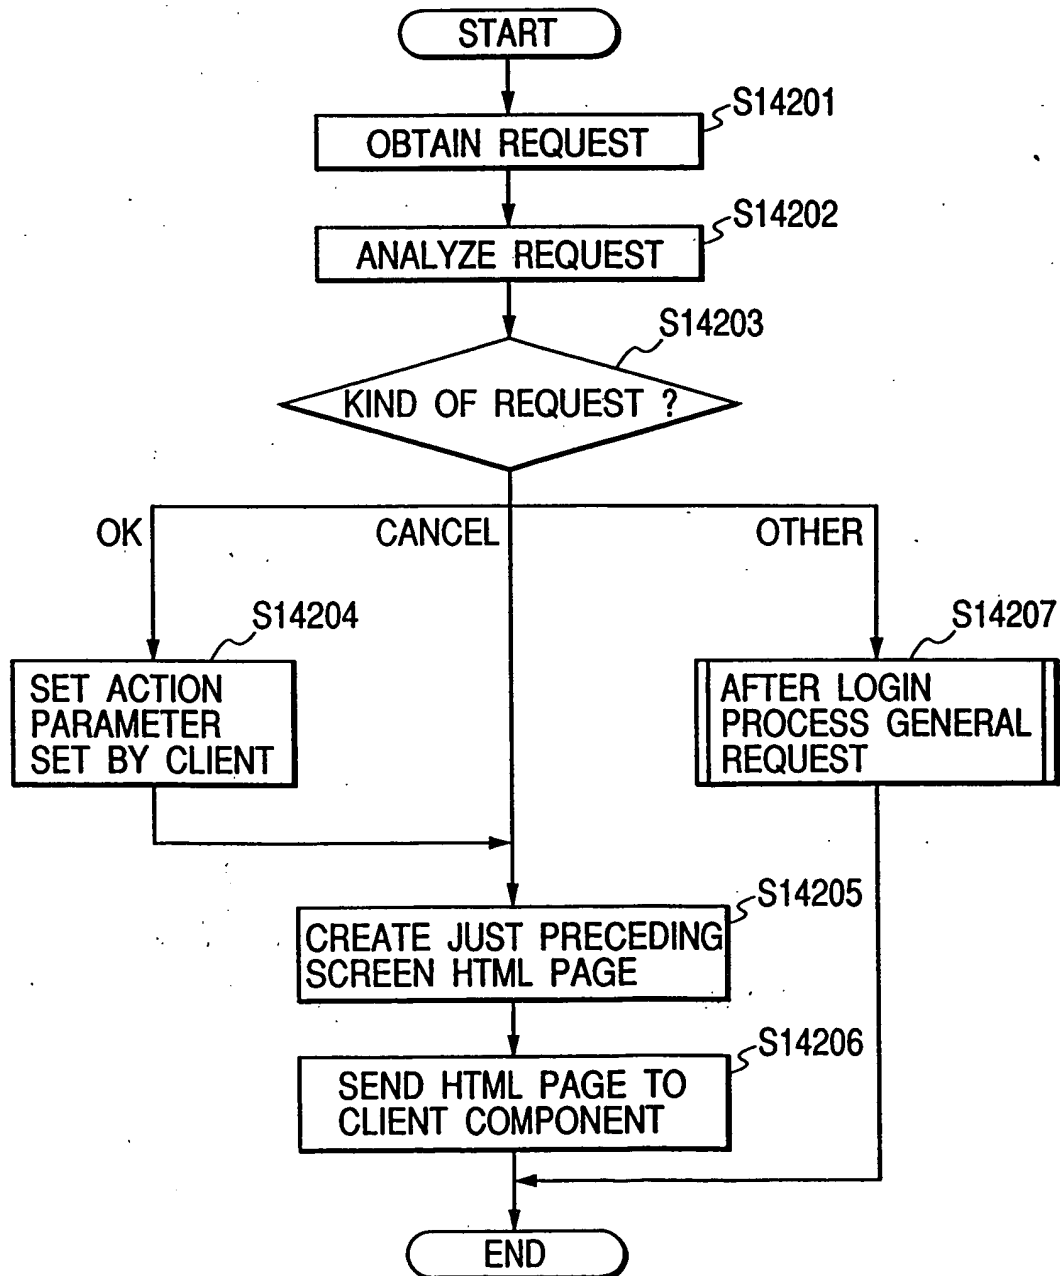 START
S14201
OBTAIN REQUEST
S14202
ANALYZE REQUEST
S14203
KIND OF REQUEST ?
OK
CANCEL
OTHER
S14204
SET ACTION
PARAMETER
SET BY CLIENT
S14207
AFTER LOGIN
PROCESS GENERAL
REQUEST
S14205
CREATE JUST PRECEDING
SCREEN HTML PAGE
S14206
SEND HTML PAGE TO
CLIENT COMPONENT
END